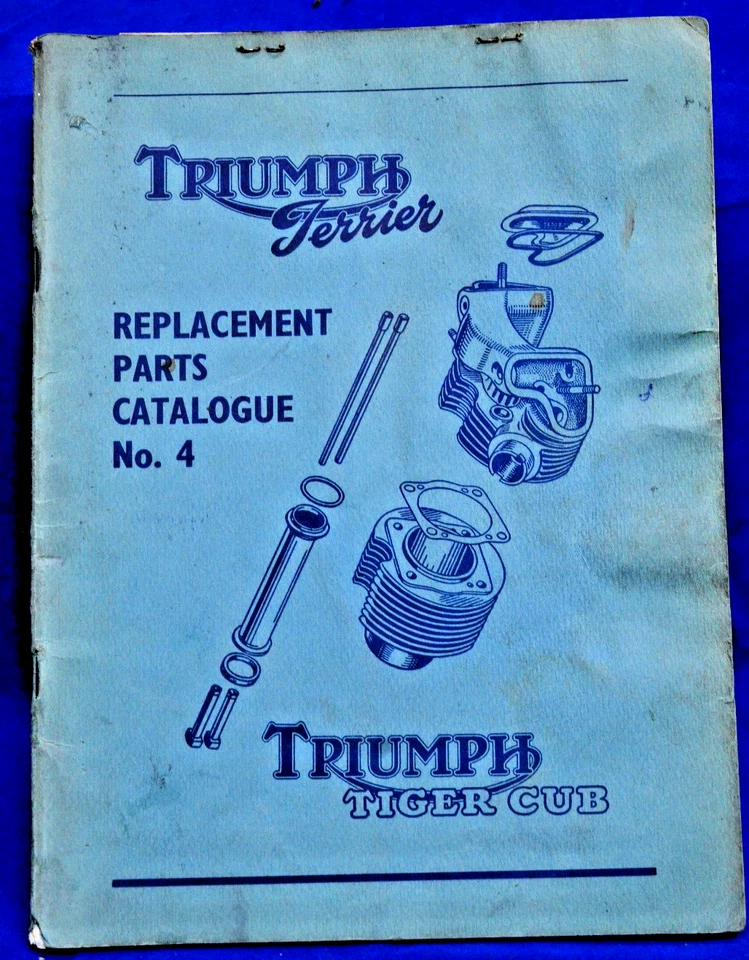 TRIUMPH
Terrier
REPLACEMENT
PARTS
CATALOGUE
No. 4
TRIUMPH
TIGER CUB